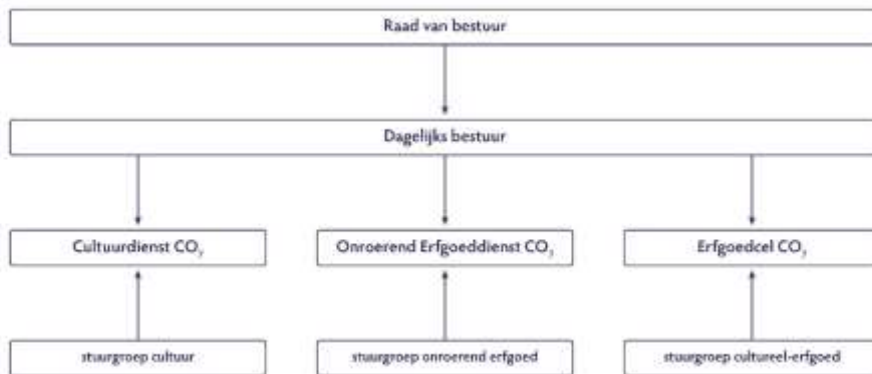 Raad van bestuur
Dagelijks bestuur
Cultuurdienst CO₇
Onroerend Erfgoeddienst CO₇
Erfgoedcel CO₇
stuurgroep cultuur
stuurgroep onroerend erfgoed
stuurgroep cultureel-erfgoed